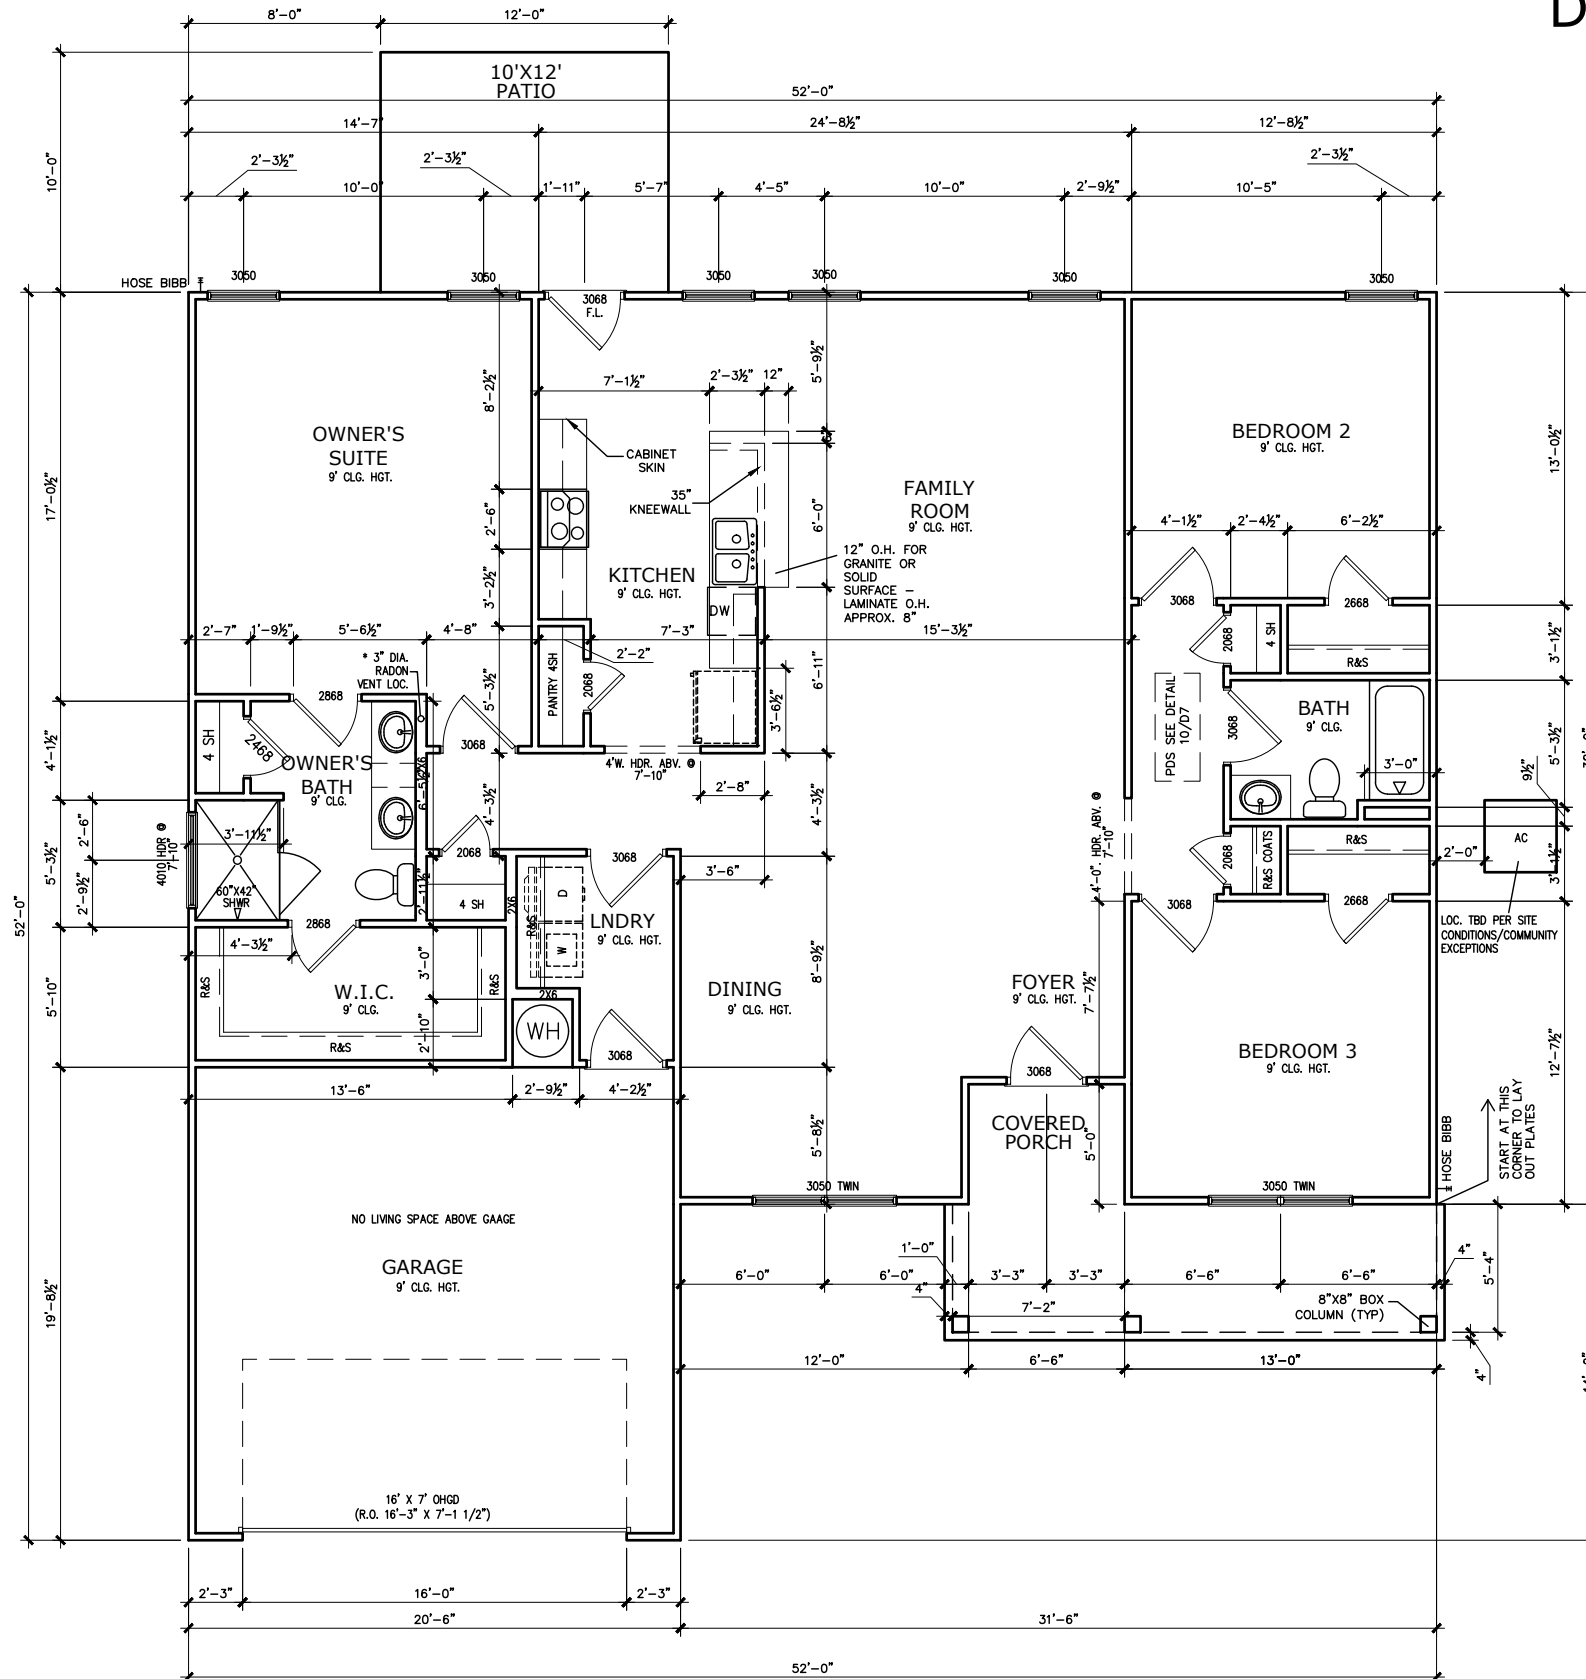 D
8'-0"
12'-0"
10'X12'
PATIO
52'-0"
14'-7"
24'-8½"
12'-8½"
2'-3½"
2'-3½"
2'-3½"
10'-0"
10'-0"
1'-11"
5'-7"
4'-5"
10'-0"
2'-9½"
10'-5"
HOSE BIBB
3050
3050
3050
3050
3050
3050
3068
F.L.
7'-1½"
2'-3½"
12"
5'-9½"
8'-2½"
6"
OWNER'S
SUITE
9' CLG. HGT.
CABINET
SKIN
35"
KNEEWALL
FAMILY
ROOM
9' CLG. HGT.
BEDROOM 2
9' CLG. HGT.
13'-0½"
17'-0½"
2'-6"
6'-0"
4'-1½"
2'-4½"
6'-2½"
KITCHEN
9' CLG. HGT.
12" O.H. FOR
GRANITE OR
SOLID
SURFACE –
LAMINATE O.H.
APPROX. 8"
DW
3'-2½"
3068
2668
2'-7"
1'-9½"
5'-6½"
4'-8"
7'-3"
15'-3½"
2'-2"
2068
4 SH
R&S
3'-1½"
* 3" DIA.
RADON
VENT LOC.
2868
5'-3½"
PANTRY 4SH
2068
6'-11"
3'-6½"
PDS SEE DETAIL
10/D7
3068
BATH
9' CLG.
5'-3½"
3'-0"
4'-1½"
4 SH
2468
OWNER'S
BATH
9' CLG.
2X6
6'-5½"
3068
4'W. HDR. ABV. @
7'-10"
2'-8"
4'-3½"
4'-3½"
9½"
2'-6"
5'-3½"
2'-9½"
4010 HDR @
7'-10"
3'-11½"
60"X42"
SHWR
2'-11½"
2068
4 SH
2X6
3068
3'-6"
4'-0". HDR. ABV. @
7'-10"
2068
R&S COATS
R&S
2'-0"
AC
3'-1½"
2868
D
W
R&S
LNDRY
9' CLG. HGT.
3068
2668
LOC. TBD PER SITE
CONDITIONS/COMMUNITY
EXCEPTIONS
52'-0"
4'-3½"
R&S
R&S
W.I.C.
9' CLG.
3'-0"
2'-10"
R&S
5'-10"
2X6
WH
3068
DINING
9' CLG. HGT.
8'-9½"
FOYER
9' CLG. HGT.
7'-7½"
3068
BEDROOM 3
9' CLG. HGT.
12'-7½"
13'-6"
2'-9½"
4'-2½"
5'-8½"
COVERED
PORCH
5'-0"
START AT THIS
CORNER TO LAY
OUT PLATES
HOSE BIBB
3050 TWIN
3050 TWIN
NO LIVING SPACE ABOVE GAAGE
GARAGE
9' CLG. HGT.
19'-8½"
1'-0"
4"
5'-4"
6'-0"
6'-0"
3'-3"
3'-3"
6'-6"
6'-6"
4"
7'-2"
8"X8" BOX
COLUMN (TYP)
12'-0"
6'-6"
13'-0"
4"
16' X 7' OHGD
(R.O. 16'-3" X 7'-1 1/2")
2'-3"
16'-0"
2'-3"
20'-6"
31'-6"
52'-0"